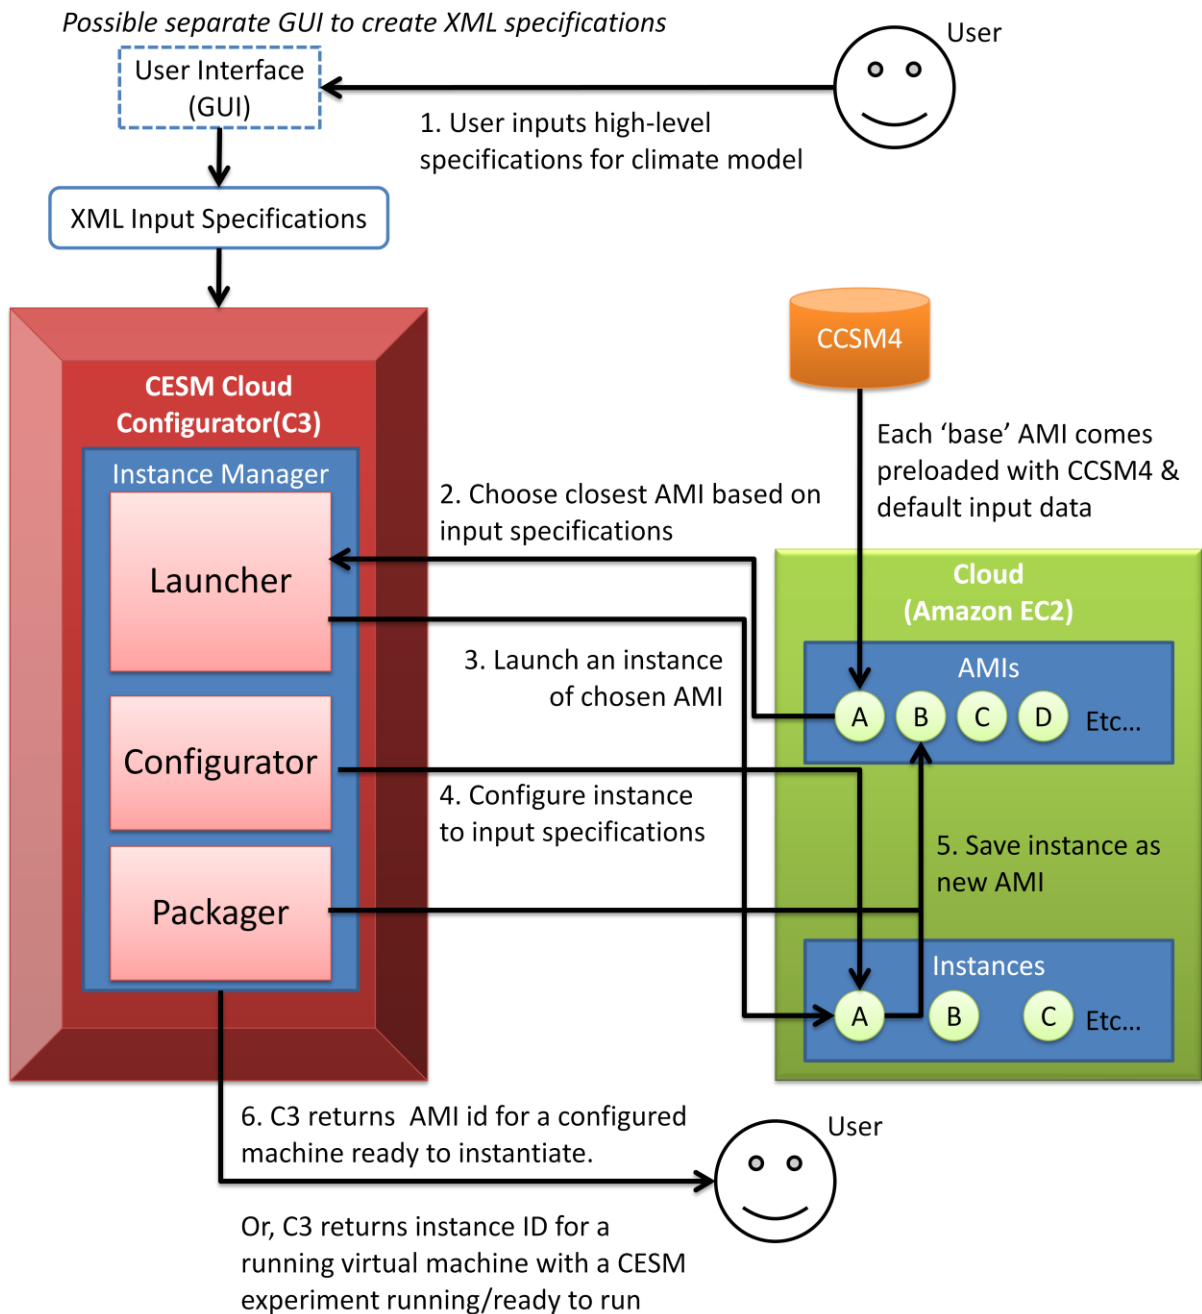 Possible separate GUI to create XML specifications
User
User Interface
(GUI)
1. User inputs high-level
specifications for climate model
XML Input Specifications
CCSM4
CESM Cloud
Configurator(C3)
Each ‘base’ AMI comes
preloaded with CCSM4 &
default input data
Instance Manager
2. Choose closest AMI based on
input specifications
Launcher
Cloud
(Amazon EC2)
3. Launch an instance
of chosen AMI
AMIs
A B C D Etc...
Configurator
4. Configure instance
to input specifications
5. Save instance as
new AMI
Packager
Instances
A B C Etc...
6. C3 returns  AMI id for a configured
machine ready to instantiate.
User
Or, C3 returns instance ID for a
running virtual machine with a CESM
experiment running/ready to run